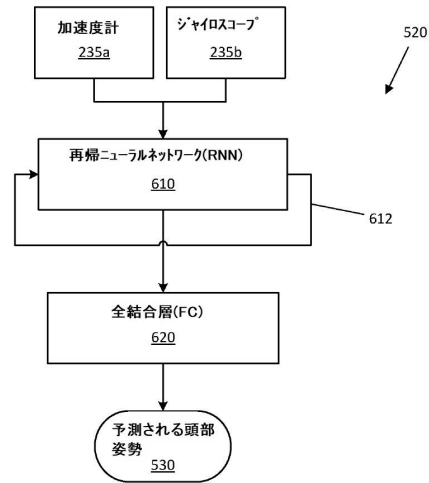 加速度計
235a
ジャイロスコープ
235b
520
再帰ニューラルネットワーク(RNN)
610
612
全結合層(FC)
620
予測される頭部
姿勢
530